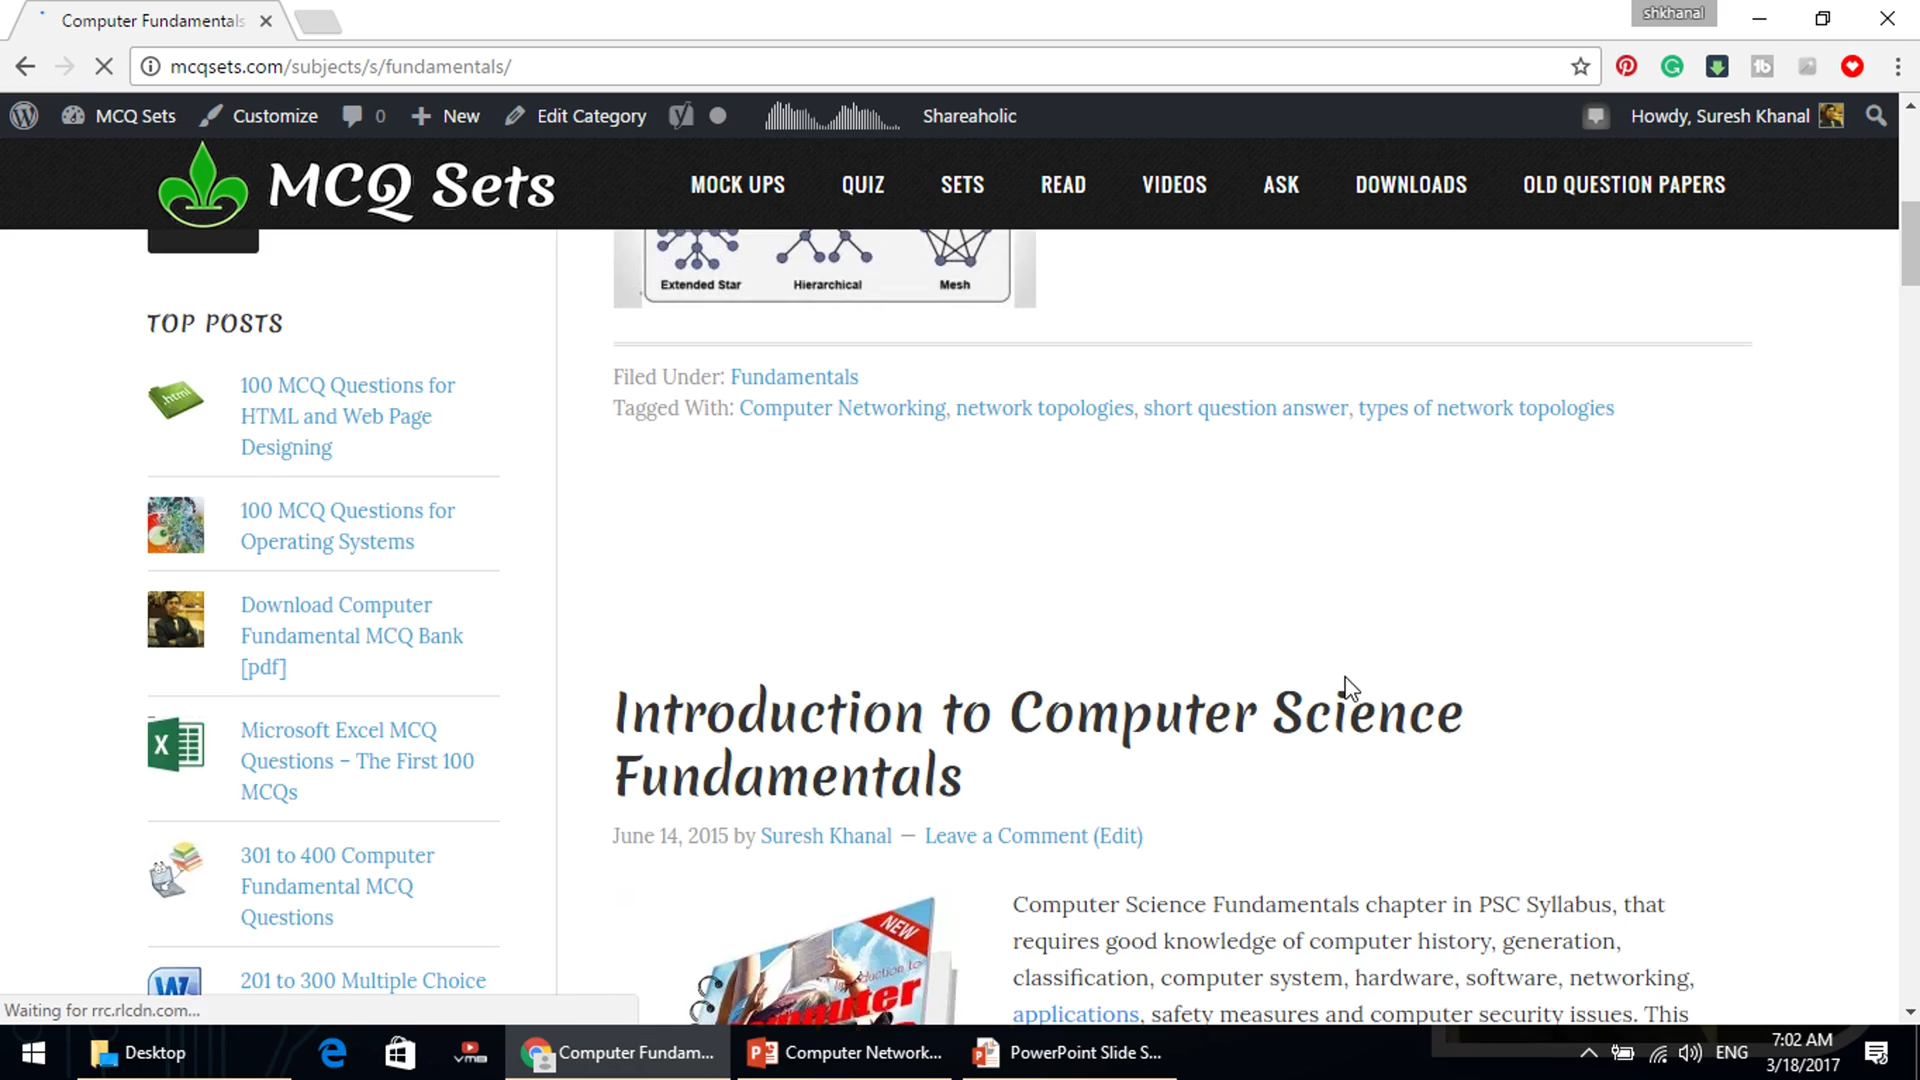 Computer Fundamentals
shkhanal
mcqsets.com/subjects/s/fundamentals/
MCQ Sets
0
New
Edit Category
Customize
Shareaholic
Howdy, Suresh Khanal
MCQ Sets
MOCK UPS
QUIZ
SETS
READ
VIDEOS
ASK
DOWNLOADS
OLD QUESTION PAPERS
Extended Star
Hierarchical
Mesh
TOP POSTS
100 MCQ Questions for
HTML and Web Page
Designing
100 MCQ Questions for
Operating Systems
Download Computer
Fundamental MCQ Bank
[pdf]
Microsoft Excel MCQ
Questions – The First 100
MCQs
301 to 400 Computer
Fundamental MCQ
Questions
201 to 300 Multiple Choice
Filed Under: Fundamentals
Tagged With: Computer Networking, network topologies, short question answer, types of network topologies
Introduction to Computer Science
Fundamentals
June 14, 2015 by Suresh Khanal — Leave a Comment (Edit)
NEW
Computer
Computer Science Fundamentals chapter in PSC Syllabus, that
requires good knowledge of computer history, generation,
classification, computer system, hardware, software, networking,
applications, safety measures and computer security issues. This
Waiting for rrc.rlcdn.com...
Desktop
Computer Fundam...
Computer Network...
PowerPoint Slide S...
ENG
7:02 AM
3/18/2017